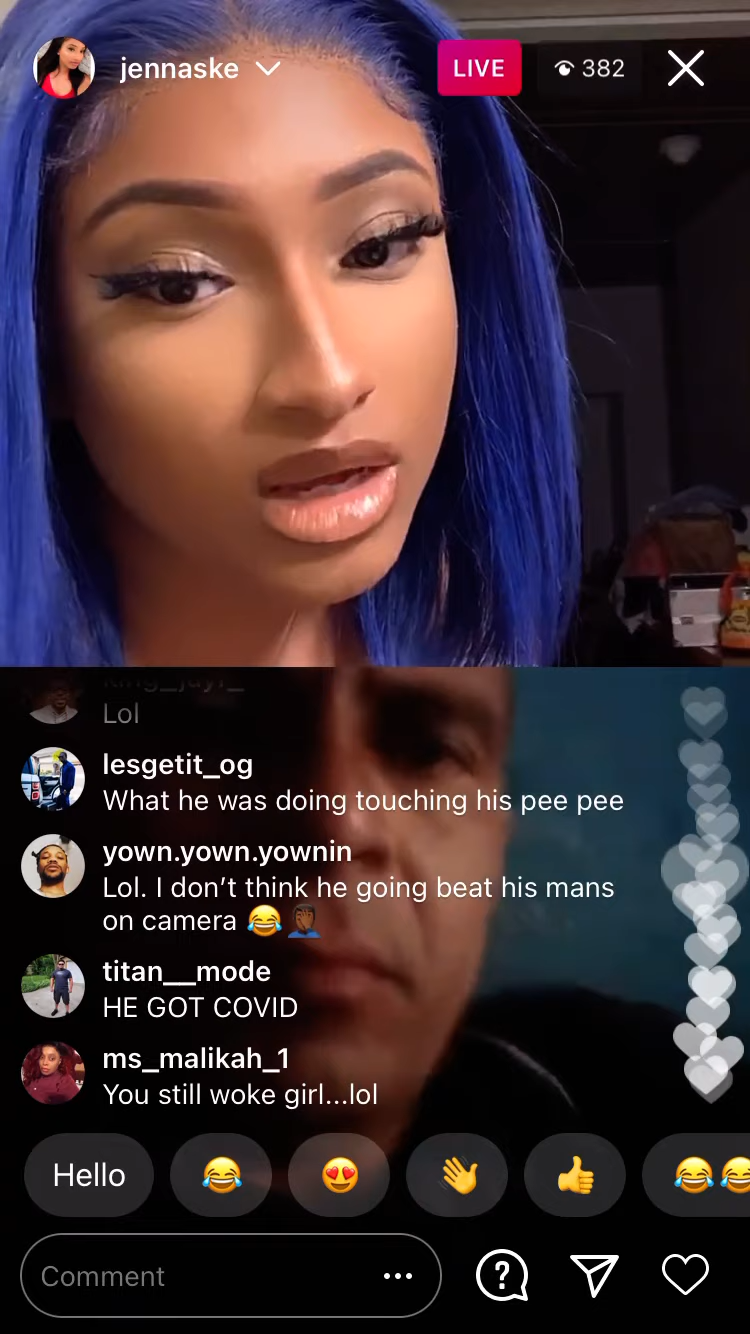 jennaske
LIVE
382
Lol
lesgetit_og
What he was doing touching his pee pee
yown.yown.yownin
Lol. I don’t think he going beat his mans
on camera 😂🤦🏾‍♂️
titan__mode
HE GOT COVID
ms_malikah_1
You still woke girl...lol
Hello 😂 😍 👋 👍 😂😂
Comment